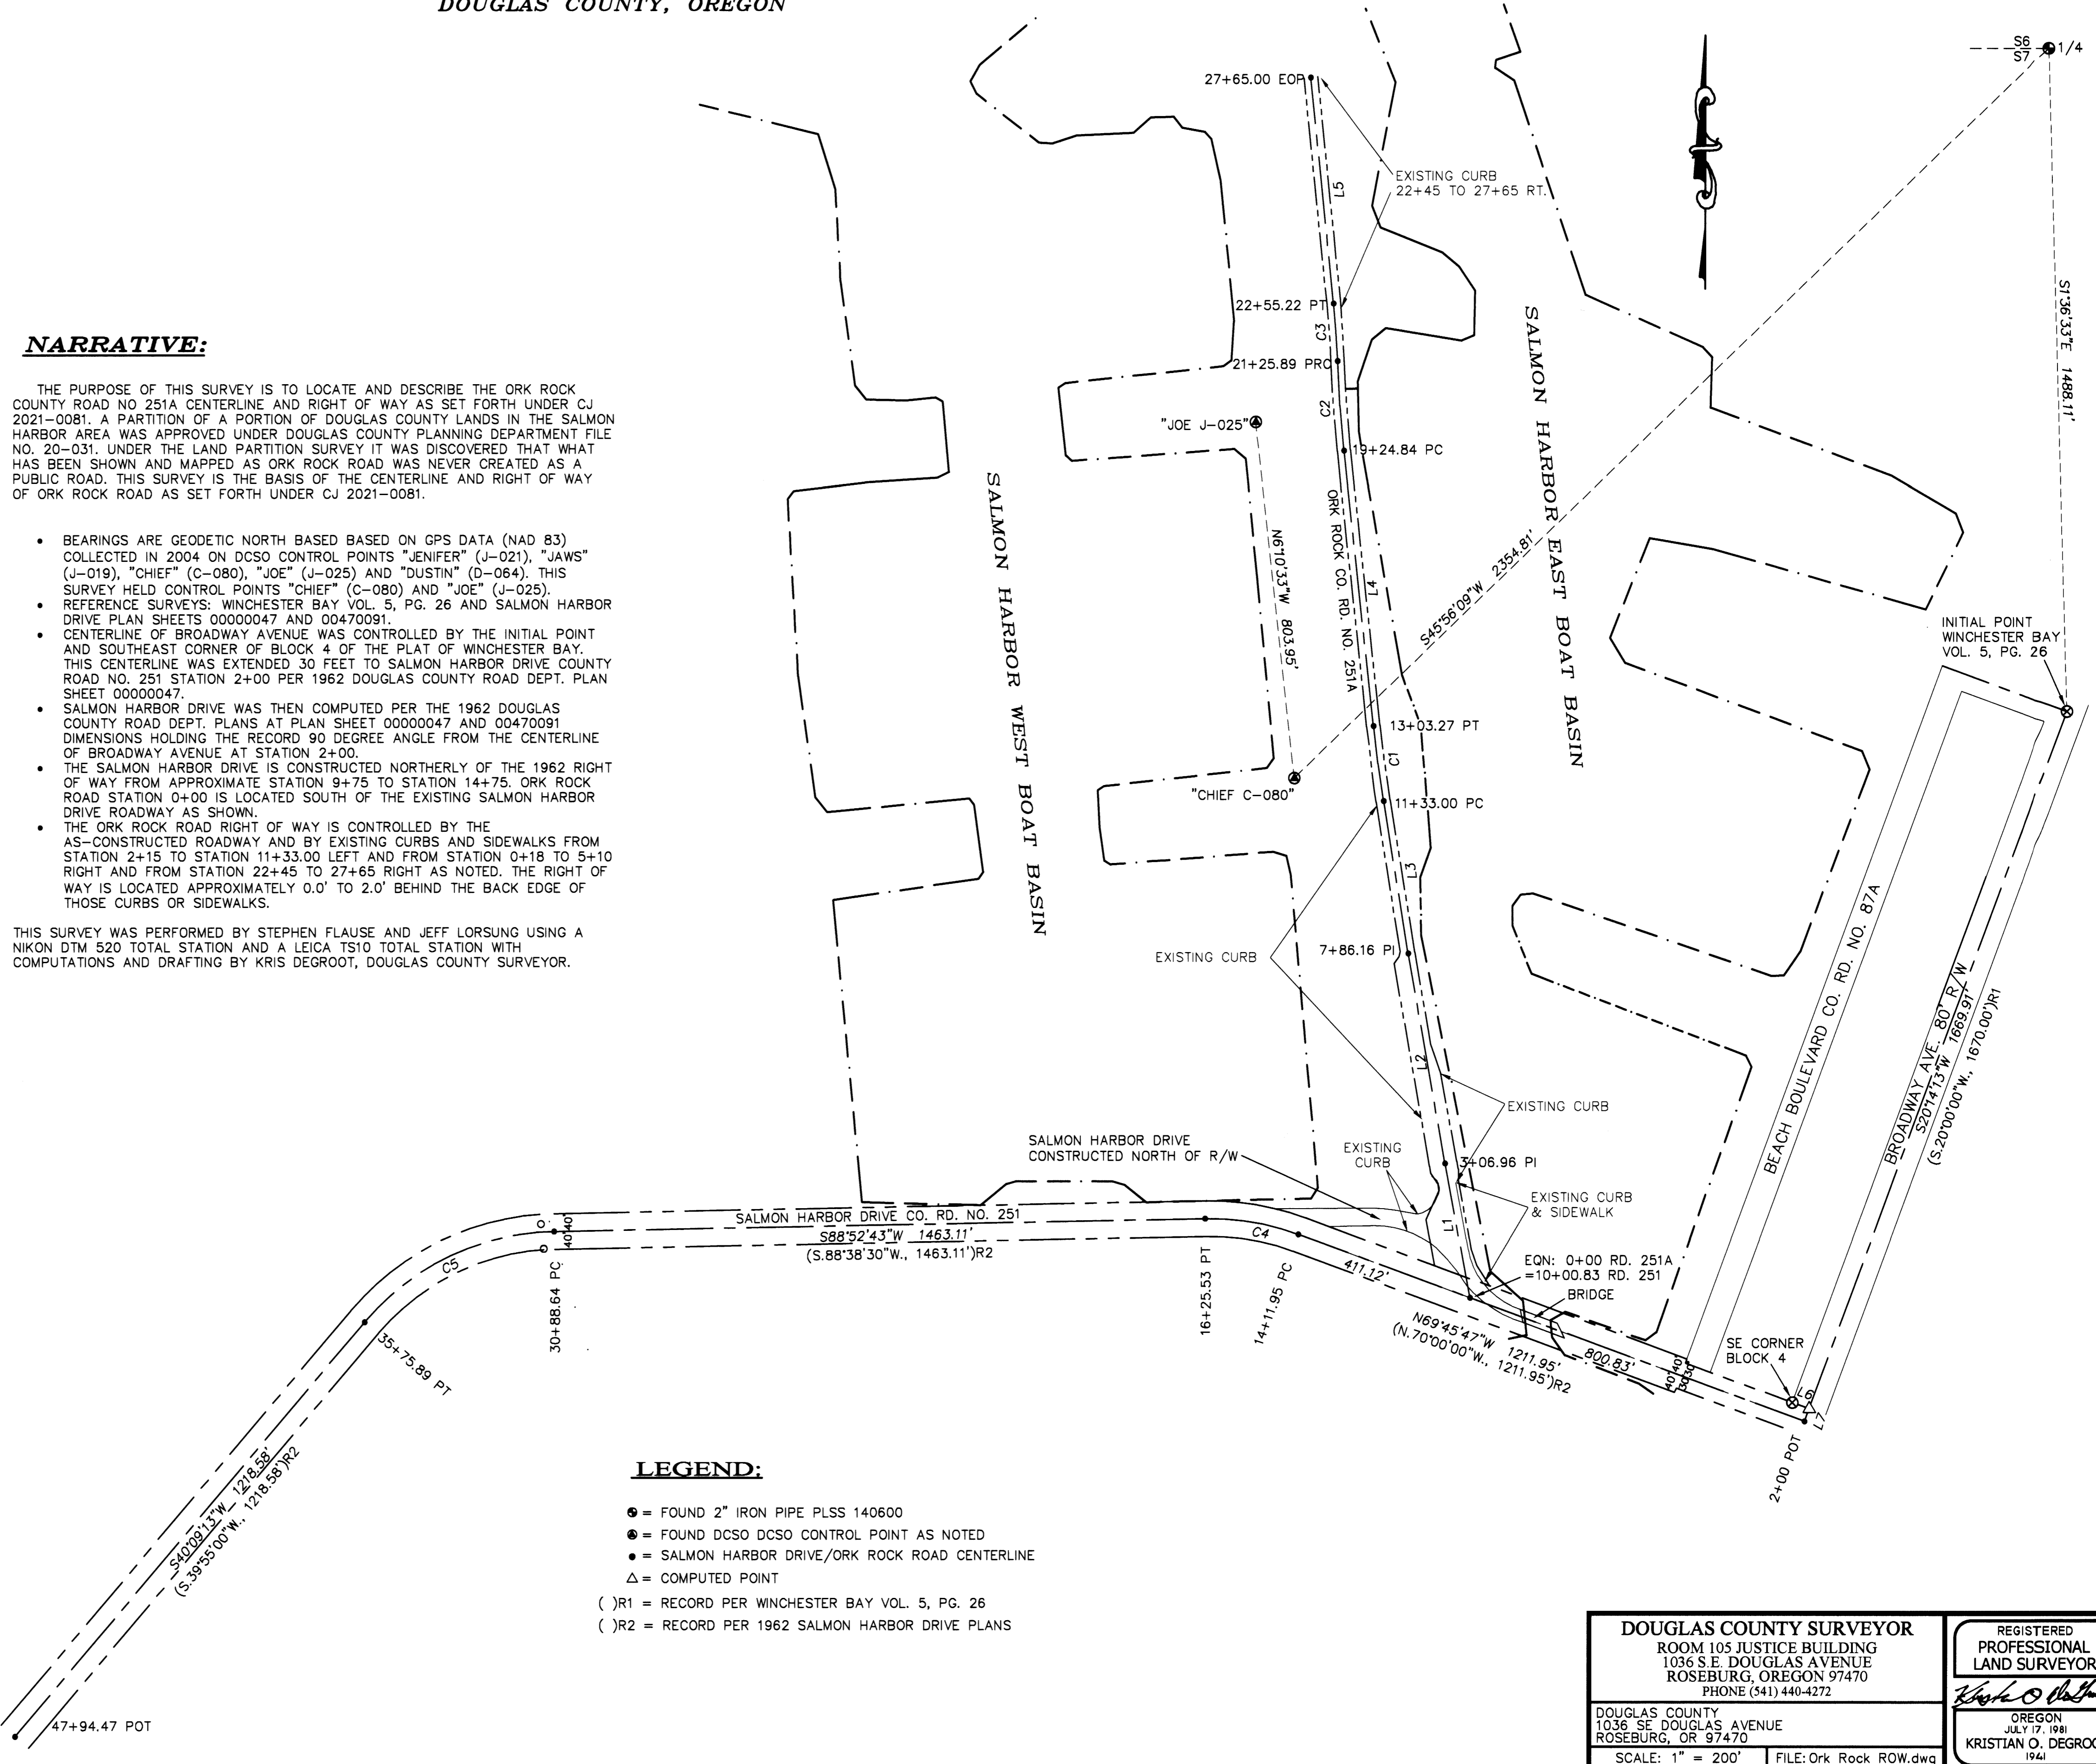 DOUGLAS COUNTY, OREGON
NARRATIVE:
THE PURPOSE OF THIS SURVEY IS TO LOCATE AND DESCRIBE THE ORK ROCK
COUNTY ROAD NO 251A CENTERLINE AND RIGHT OF WAY AS SET FORTH UNDER CJ
2021-0081. A PARTITION OF A PORTION OF DOUGLAS COUNTY LANDS IN THE SALMON
HARBOR AREA WAS APPROVED UNDER DOUGLAS COUNTY PLANNING DEPARTMENT FILE
NO. 20-031. UNDER THE LAND PARTITION SURVEY IT WAS DISCOVERED THAT WHAT
HAS BEEN SHOWN AND MAPPED AS ORK ROCK ROAD WAS NEVER CREATED AS A
PUBLIC ROAD. THIS SURVEY IS THE BASIS OF THE CENTERLINE AND RIGHT OF WAY
OF ORK ROCK ROAD AS SET FORTH UNDER CJ 2021-0081.
• BEARINGS ARE GEODETIC NORTH BASED BASED ON GPS DATA (NAD 83)
COLLECTED IN 2004 ON DCSO CONTROL POINTS "JENIFER" (J-021), "JAWS"
(J-019), "CHIEF" (C-080), "JOE" (J-025) AND "DUSTIN" (D-064). THIS
SURVEY HELD CONTROL POINTS "CHIEF" (C-080) AND "JOE" (J-025).
• REFERENCE SURVEYS: WINCHESTER BAY VOL. 5, PG. 26 AND SALMON HARBOR
DRIVE PLAN SHEETS 00000047 AND 00470091.
• CENTERLINE OF BROADWAY AVENUE WAS CONTROLLED BY THE INITIAL POINT
AND SOUTHEAST CORNER OF BLOCK 4 OF THE PLAT OF WINCHESTER BAY.
THIS CENTERLINE WAS EXTENDED 30 FEET TO SALMON HARBOR DRIVE COUNTY
ROAD NO. 251 STATION 2+00 PER 1962 DOUGLAS COUNTY ROAD DEPT. PLAN
SHEET 00000047.
• SALMON HARBOR DRIVE WAS THEN COMPUTED PER THE 1962 DOUGLAS
COUNTY ROAD DEPT. PLANS AT PLAN SHEET 00000047 AND 00470091
DIMENSIONS HOLDING THE RECORD 90 DEGREE ANGLE FROM THE CENTERLINE
OF BROADWAY AVENUE AT STATION 2+00.
• THE SALMON HARBOR DRIVE IS CONSTRUCTED NORTHERLY OF THE 1962 RIGHT
OF WAY FROM APPROXIMATE STATION 9+75 TO STATION 14+75. ORK ROCK
ROAD STATION 0+00 IS LOCATED SOUTH OF THE EXISTING SALMON HARBOR
DRIVE ROADWAY AS SHOWN.
• THE ORK ROCK ROAD RIGHT OF WAY IS CONTROLLED BY THE
AS-CONSTRUCTED ROADWAY AND BY EXISTING CURBS AND SIDEWALKS FROM
STATION 2+15 TO STATION 11+33.00 LEFT AND FROM STATION 0+18 TO 5+10
RIGHT AND FROM STATION 22+45 TO 27+65 RIGHT AS NOTED. THE RIGHT OF
WAY IS LOCATED APPROXIMATELY 0.0' TO 2.0' BEHIND THE BACK EDGE OF
THOSE CURBS OR SIDEWALKS.
THIS SURVEY WAS PERFORMED BY STEPHEN FLAUSE AND JEFF LORSUNG USING A
NIKON DTM 520 TOTAL STATION AND A LEICA TS10 TOTAL STATION WITH
COMPUTATIONS AND DRAFTING BY KRIS DEGROOT, DOUGLAS COUNTY SURVEYOR.
S6
S7
1/4
27+65.00 EOP
EXISTING CURB
22+45 TO 27+65 RT.
L5
22+55.22 PT
C3
21+25.89 PRC
C2
"JOE J-025"
19+24.84 PC
ORK ROCK CO. RD. NO. 251A
N6°10'33"W 803.95'
L4
S45°56'09"W 2354.81'
S1°36'33"E 1488.11'
SALMON HARBOR WEST BOAT BASIN
SALMON HARBOR EAST BOAT BASIN
INITIAL POINT
WINCHESTER BAY
VOL. 5, PG. 26
13+03.27 PT
C1
"CHIEF C-080"
11+33.00 PC
L3
EXISTING CURB
7+86.16 PI
L2
EXISTING CURB
BEACH BOULEVARD CO. RD. NO. 87A
BROADWAY AVE. 80' R/W
S20°14'13"W 1669.91'
(S.20°00'00"W., 1670.00')R1
SALMON HARBOR DRIVE
CONSTRUCTED NORTH OF R/W
EXISTING
CURB
3+06.96 PI
EXISTING CURB
& SIDEWALK
L1
EQN: 0+00 RD. 251A
=10+00.83 RD. 251
BRIDGE
SALMON HARBOR DRIVE CO. RD. NO. 251
S88°52'43"W 1463.11'
(S.88°38'30"W., 1463.11')R2
40'
40'
C5
C4
411.12'
30+88.64 PC
16+25.53 PT
14+11.95 PC
35+75.89 PT
N69°45'47"W 1211.95'
(N.70°00'00"W., 1211.95')R2
800.83'
40'
40'
30'
30'
SE CORNER
BLOCK 4
L6
L7
2+00 POT
S40°09'13"W 1218.58'
(S.39°55'00"W., 1218.58')R2
47+94.47 POT
LEGEND:
= FOUND 2" IRON PIPE PLSS 140600
= FOUND DCSO DCSO CONTROL POINT AS NOTED
• = SALMON HARBOR DRIVE/ORK ROCK ROAD CENTERLINE
△ = COMPUTED POINT
( )R1 = RECORD PER WINCHESTER BAY VOL. 5, PG. 26
( )R2 = RECORD PER 1962 SALMON HARBOR DRIVE PLANS
DOUGLAS COUNTY SURVEYOR
ROOM 105 JUSTICE BUILDING
1036 S.E. DOUGLAS AVENUE
ROSEBURG, OREGON 97470
PHONE (541) 440-4272
DOUGLAS COUNTY
1036 SE DOUGLAS AVENUE
ROSEBURG, OR 97470
SCALE: 1" = 200'
FILE: Ork Rock ROW.dwg
REGISTERED
PROFESSIONAL
LAND SURVEYOR
OREGON
JULY 17, 1981
KRISTIAN O. DEGROO
1941